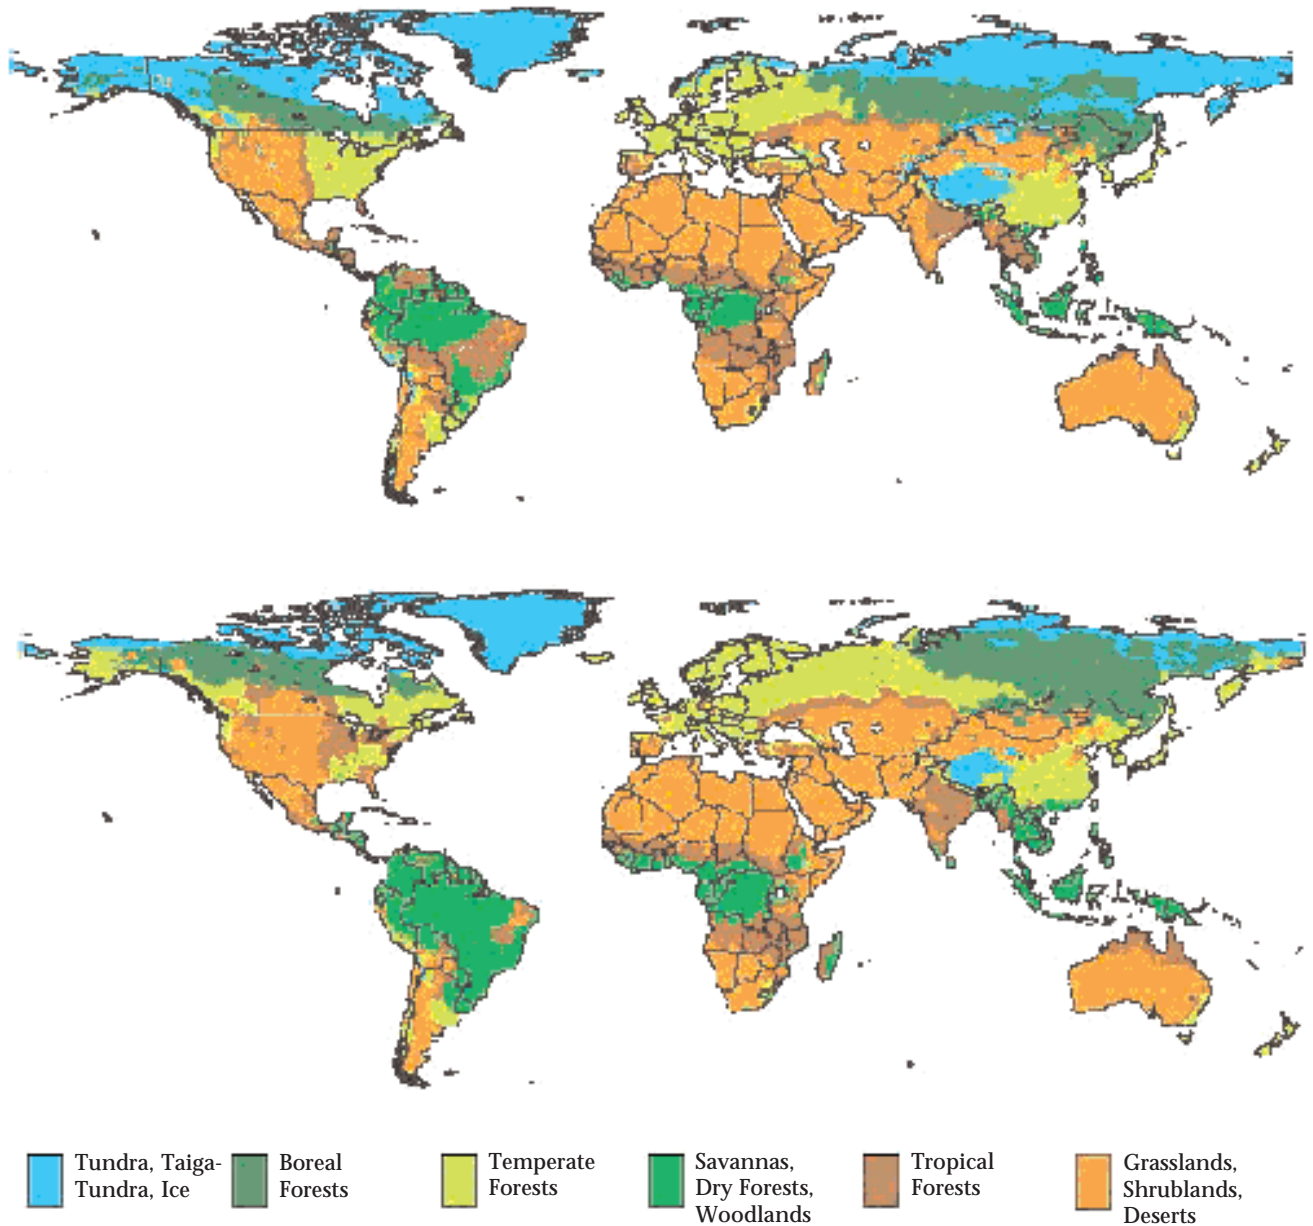 Tundra, Taiga-
Tundra, Ice
Boreal
Forests
Temperate
Forests
Savannas,
Dry Forests,
Woodlands
Tropical
Forests
Grasslands,
Shrublands,
Deserts